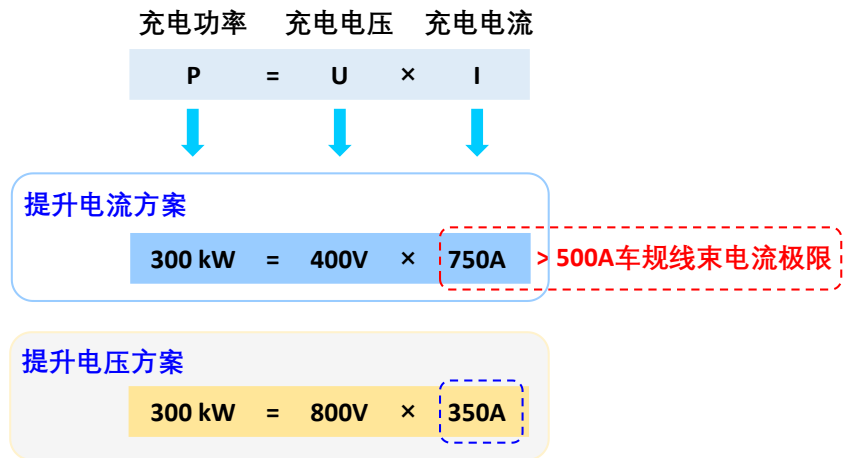 充电功率 充电电压 充电电流
P = U × I
提升电流方案
300 kW = 400V × 750A > 500A车规线束电流极限
提升电压方案
300 kW = 800V × 350A